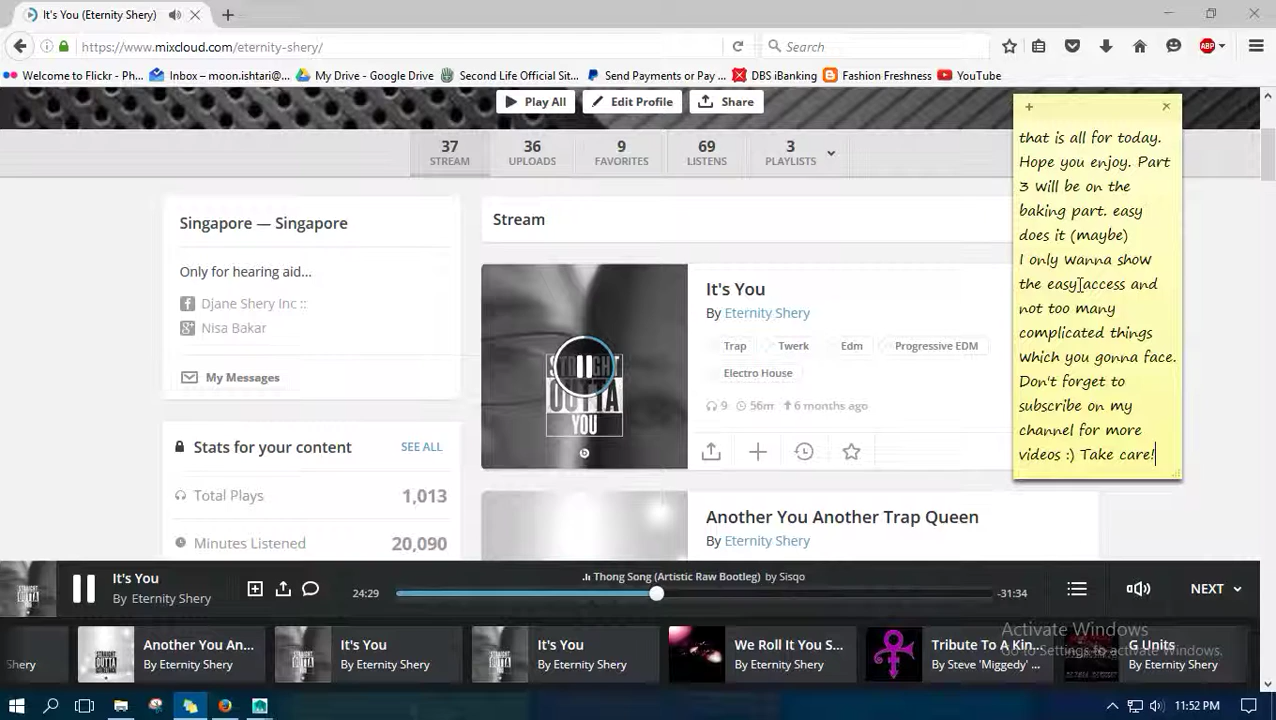 It's You (Eternity Shery)
https://www.mixcloud.com/eternity-shery/
Search
ABP
Welcome to Flickr - Ph...
Inbox – moon.ishtari@...
My Drive - Google Drive
Second Life Official Sit...
Send Payments or Pay ...
DBS iBanking
Fashion Freshness
YouTube
Play All
Edit Profile
Share
37
STREAM
36
UPLOADS
9
FAVORITES
69
LISTENS
3
PLAYLISTS
Singapore — Singapore
Only for hearing aid...
Djane Shery Inc ::
Nisa Bakar
My Messages
Stats for your content
SEE ALL
Total Plays
1,013
Minutes Listened
20,090
Stream
STRAIGHT
OUTTA
YOU
It's You
By Eternity Shery
Trap
Twerk
Edm
Progressive EDM
Electro House
9
56m
6 months ago
Another You Another Trap Queen
By Eternity Shery
that is all for today.
Hope you enjoy. Part
3 will be on the
baking part. easy
does it (maybe)
I only wanna show
the easy access and
not too many
complicated things
which you gonna face.
Don't forget to
subscribe on my
channel for more
videos :) Take care!
It's You
By Eternity Shery
24:29
Thong Song (Artistic Raw Bootleg) by Sisqo
-31:34
NEXT
Shery
Another You An...
By Eternity Shery
It's You
By Eternity Shery
It's You
By Eternity Shery
We Roll It You S...
By Eternity Shery
Tribute To A Kin...
By Steve 'Miggedy' ...
G Units
By Eternity Shery
Activate Windows
Go to Settings to activate Windows.
11:52 PM